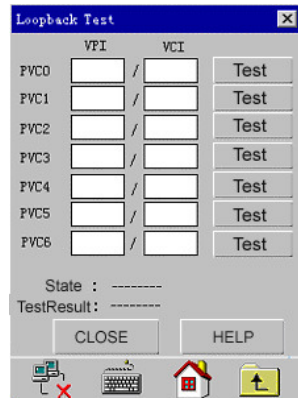 Loopback Test
VPI VCI
PVC0 / Test
PVC1 / Test
PVC2 / Test
PVC3 / Test
PVC4 / Test
PVC5 / Test
PVC6 / Test
State : --------
TestResult: --------
CLOSE HELP